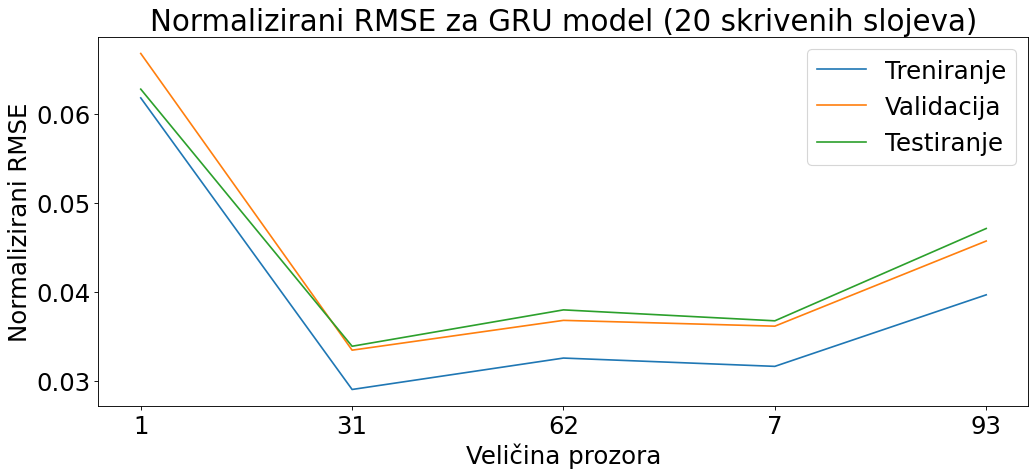 Normalizirani RMSE za GRU model (20 skrivenih slojeva)
Treniranje
Validacija
Testiranje
Normalizirani RMSE
0.06
0.05
0.04
0.03
1 31 62 7 93
Veličina prozora